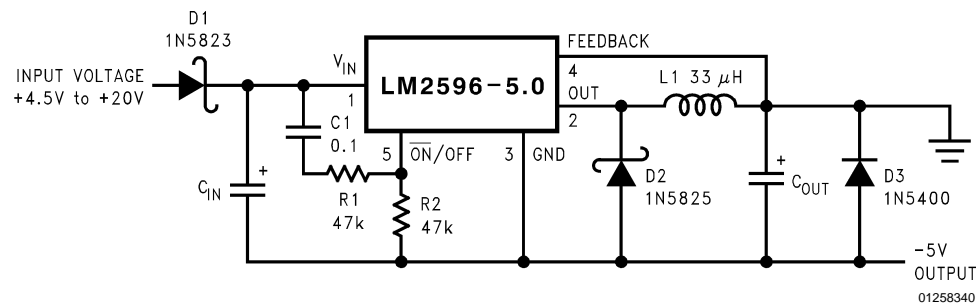 D1
1N5823
INPUT VOLTAGE
+4.5V to +20V
V_IN
1
LM2596-5.0
FEEDBACK
4
OUT
2
L1 33 μH
C1
0.1
5
ON/OFF
3
GND
C_IN
+
R1
47k
R2
47k
D2
1N5825
+
C_OUT
D3
1N5400
-5V
OUTPUT
01258340